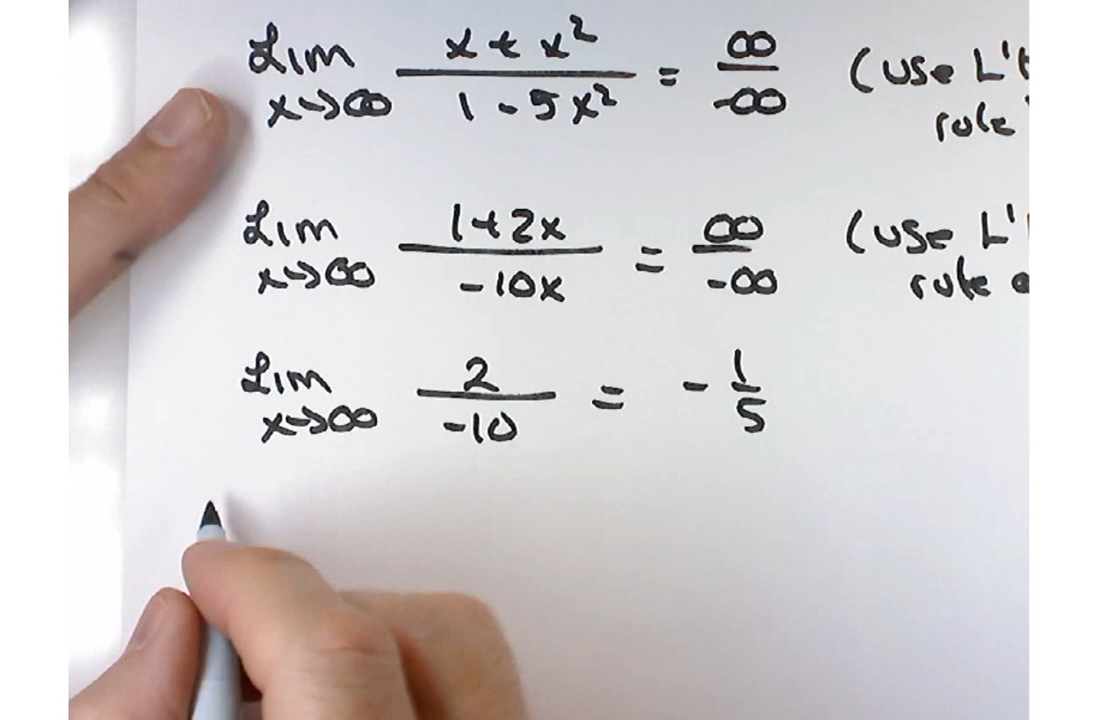 Lim x→∞ x + x² / 1 - 5x² = ∞ / -∞ (use L'
rule
Lim x→∞ 1 + 2x / -10x = ∞ / -∞ (use L'
rule
Lim x→∞ 2 / -10 = - 1/5